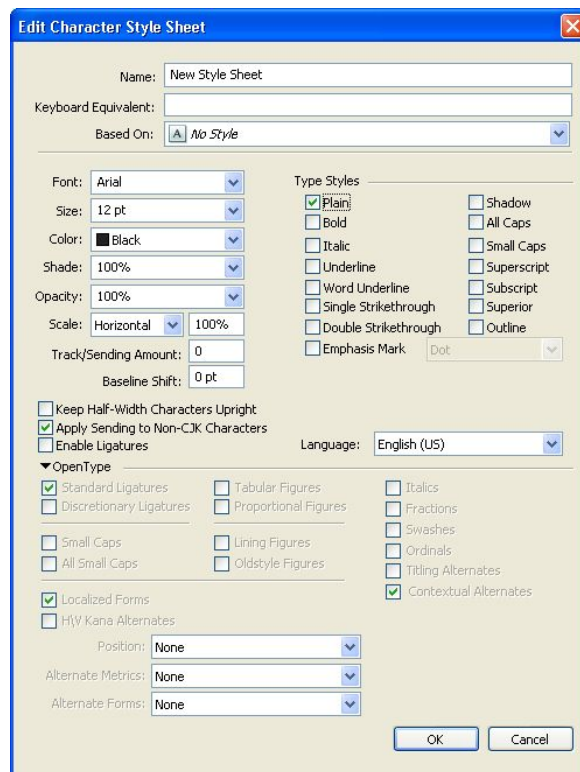 Edit Character Style Sheet
Name: New Style Sheet
Keyboard Equivalent:
Based On: A No Style
Font: Arial
Size: 12 pt
Color: Black
Shade: 100%
Opacity: 100%
Scale: Horizontal 100%
Track/Sending Amount: 0
Baseline Shift: 0 pt
Type Styles
Plain Shadow
Bold All Caps
Italic Small Caps
Underline Superscript
Word Underline Subscript
Single Strikethrough Superior
Double Strikethrough Outline
Emphasis Mark Dot
Keep Half-Width Characters Upright
Apply Sending to Non-CJK Characters
Enable Ligatures Language: English (US)
OpenType
Standard Ligatures Tabular Figures Italics
Discretionary Ligatures Proportional Figures Fractions
Swashes
Small Caps Lining Figures Ordinals
All Small Caps Oldstyle Figures Titling Alternates
Localized Forms Contextual Alternates
H\V Kana Alternates
Position: None
Alternate Metrics: None
Alternate Forms: None
OK Cancel